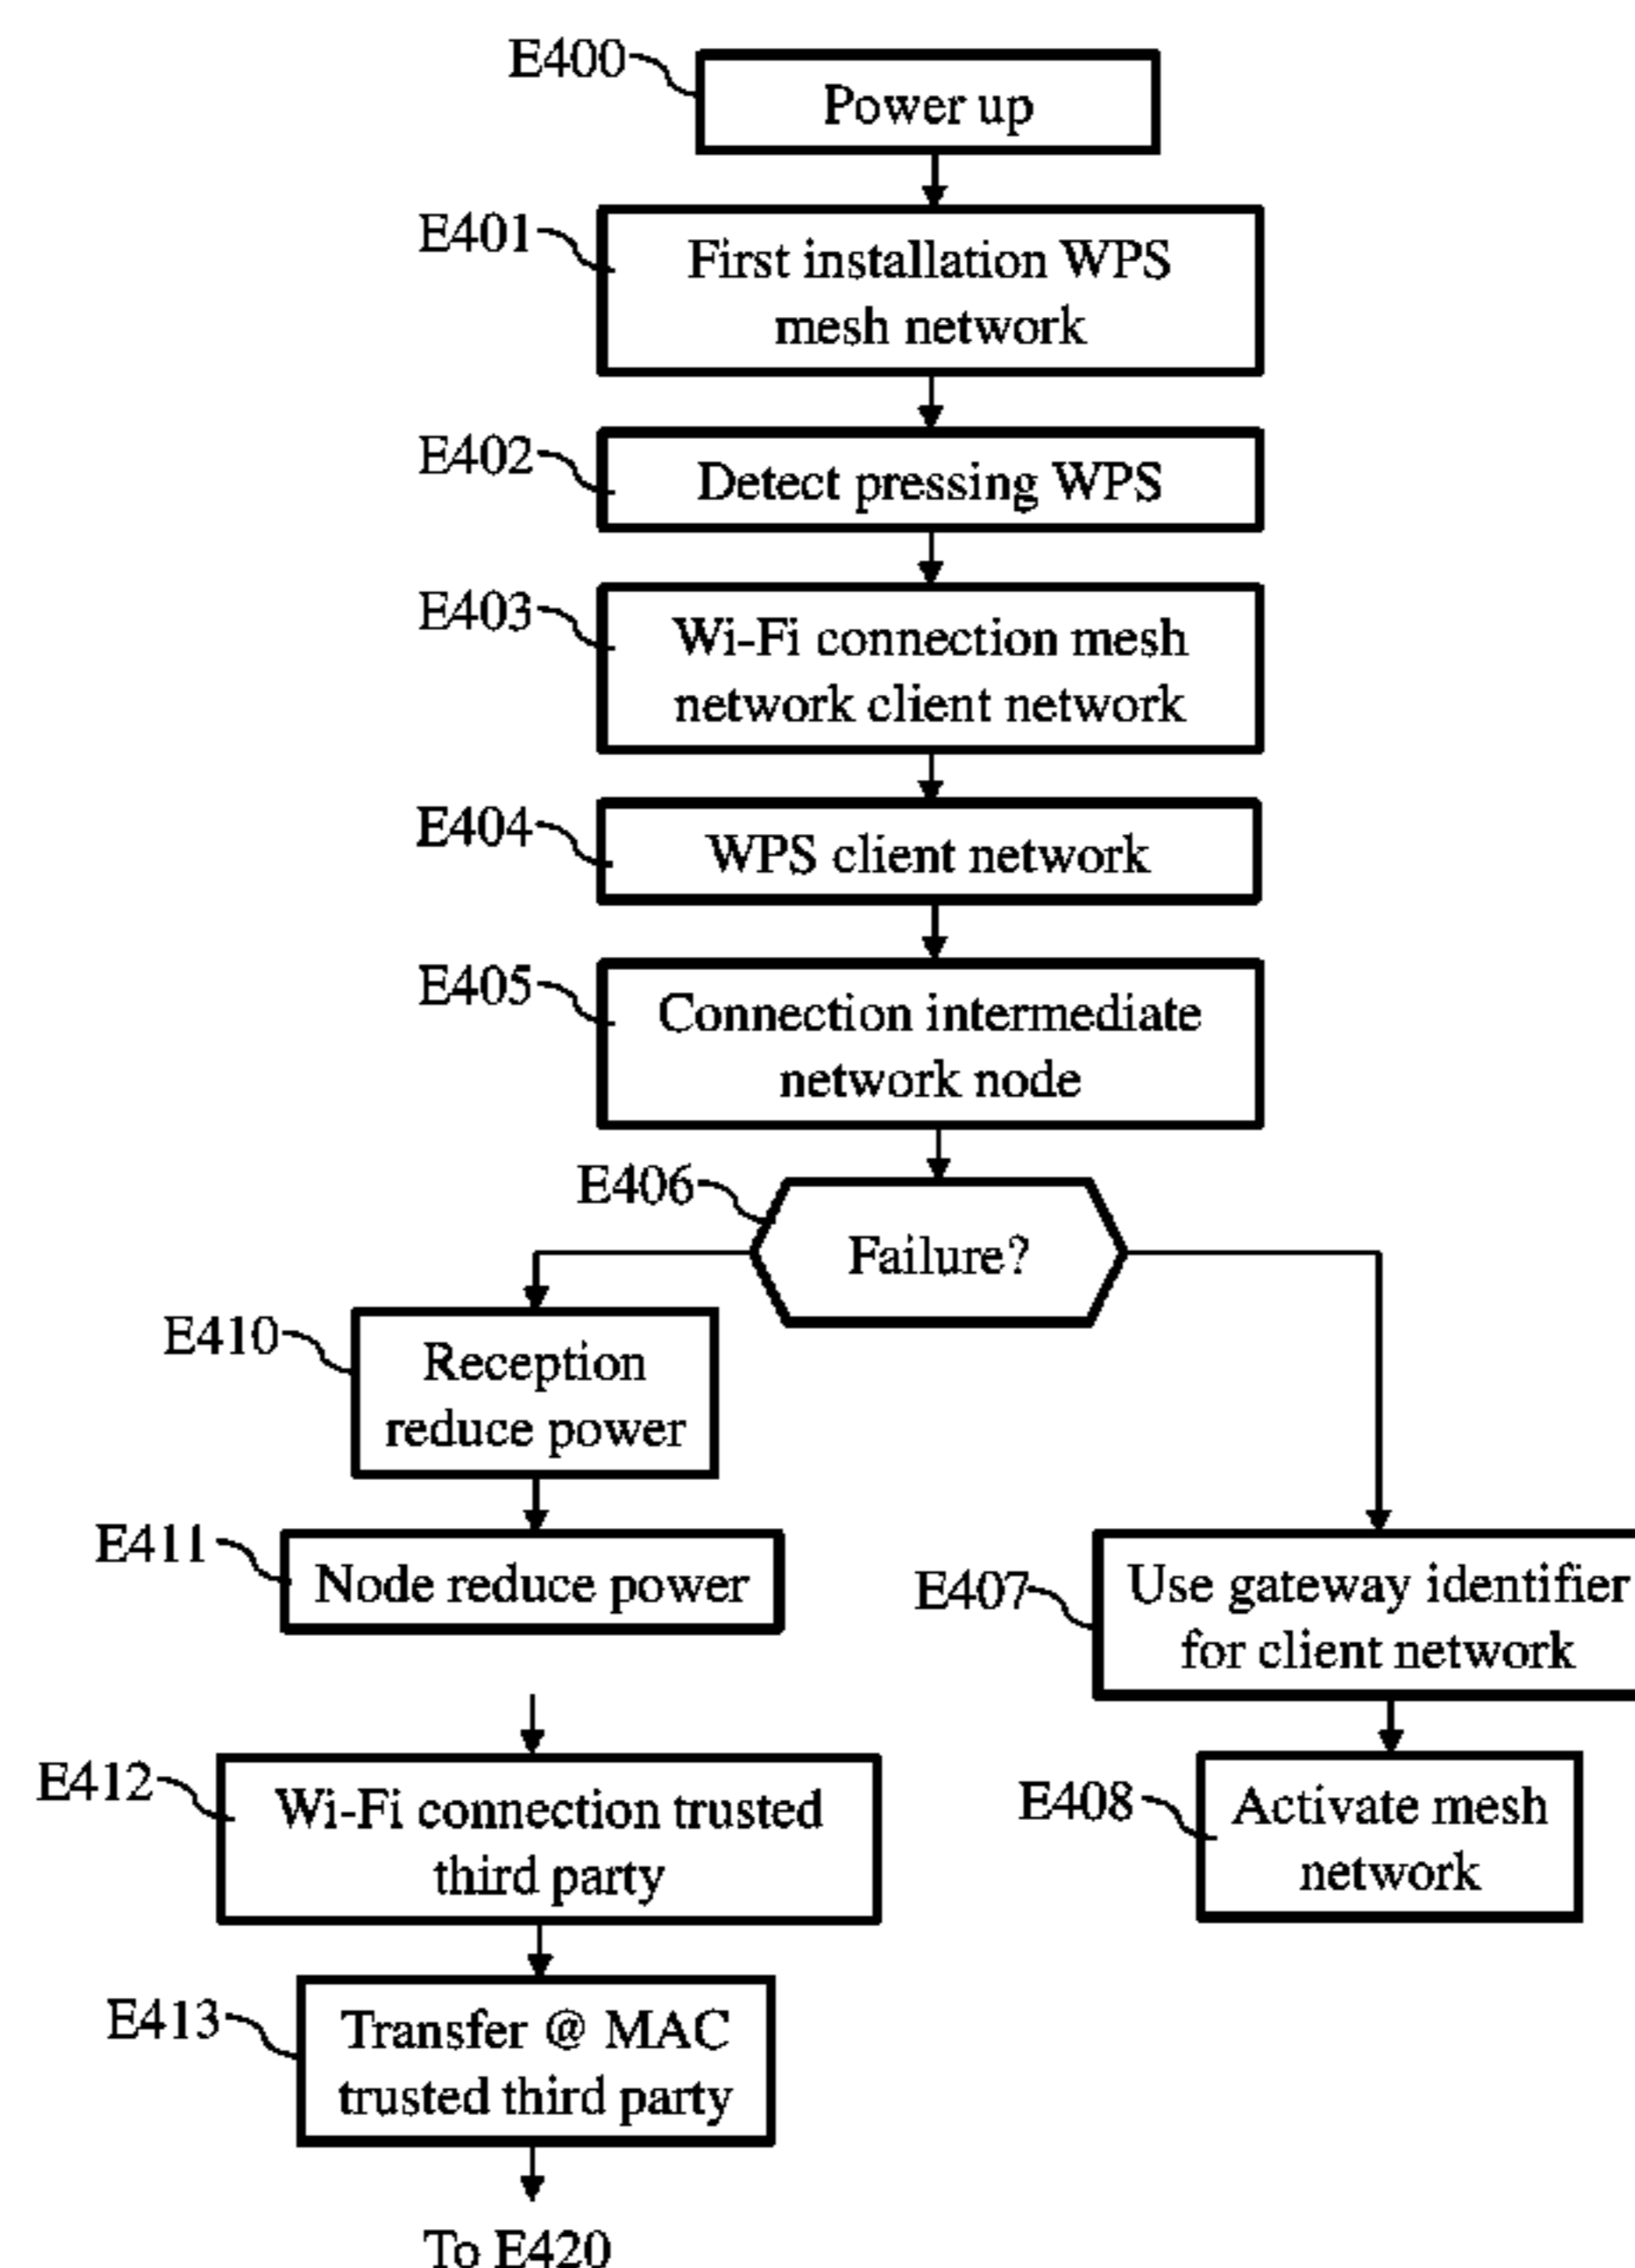 E400
Power up
E401
First installation WPS
mesh network
E402
Detect pressing WPS
E403
Wi-Fi connection mesh
network client network
E404
WPS client network
E405
Connection intermediate
network node
E406
Failure?
E410
Reception
reduce power
E411
Node reduce power
E407
Use gateway identifier
for client network
E412
Wi-Fi connection trusted
third party
E408
Activate mesh
network
E413
Transfer @ MAC
trusted third party
To E420